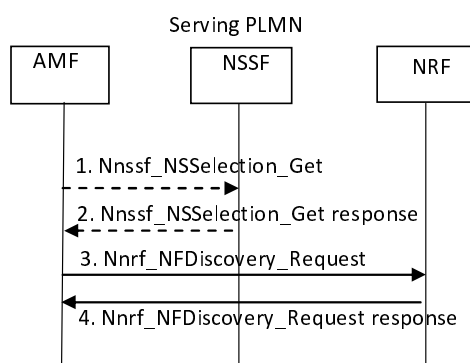 Serving PLMN
AMF
NSSF
NRF
1. Nnssf_NSSelection_Get
2. Nnssf_NSSelection_Get response
3. Nnrf_NFDiscovery_Request
4. Nnrf_NFDiscovery_Request response